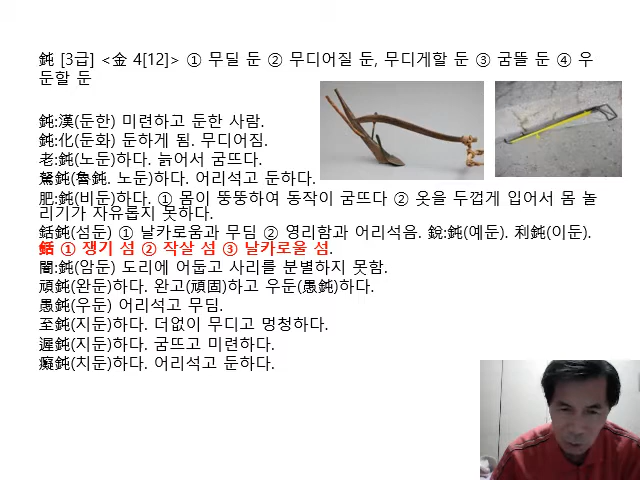 鈍 [3급] <金 4[12]> ① 무딜 둔 ② 무디어질 둔, 무디게할 둔 ③ 굼뜰 둔 ④ 우
둔할 둔
鈍:漢(둔한) 미련하고 둔한 사람.
鈍:化(둔화) 둔하게 됨. 무디어짐.
老:鈍(노둔)하다. 늙어서 굼뜨다.
駑鈍(魯鈍. 노둔)하다. 어리석고 둔하다.
肥:鈍(비둔)하다. ① 몸이 뚱뚱하여 동작이 굼뜨다 ② 옷을 두껍게 입어서 몸 놀
리기가 자유롭지 못하다.
銛鈍(섬둔) ① 날카로움과 무딤 ② 영리함과 어리석음. 銳:鈍(예둔). 利鈍(이둔).
銛 ① 쟁기 섬 ② 작살 섬 ③ 날카로울 섬.
闇:鈍(암둔) 도리에 어둡고 사리를 분별하지 못함.
頑鈍(완둔)하다. 완고(頑固)하고 우둔(愚鈍)하다.
愚鈍(우둔) 어리석고 무딤.
至鈍(지둔)하다. 더없이 무디고 멍청하다.
遲鈍(지둔)하다. 굼뜨고 미련하다.
癡鈍(치둔)하다. 어리석고 둔하다.